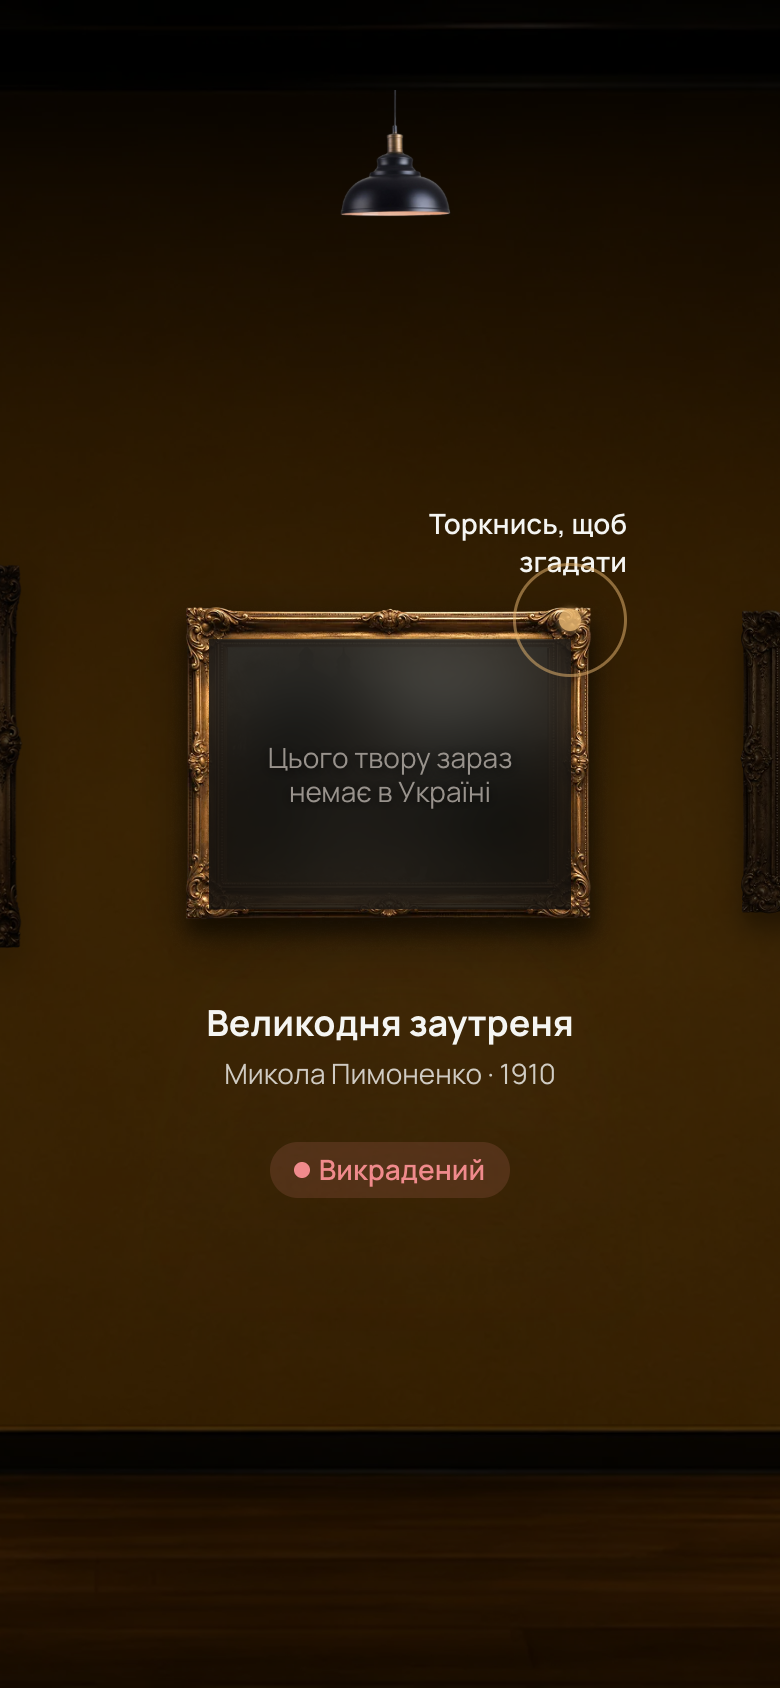 Торкнись, щоб
згадати
Цього твору зараз
немає в Україні
Великодня заутреня
Микола Пимоненко · 1910
Викрадений